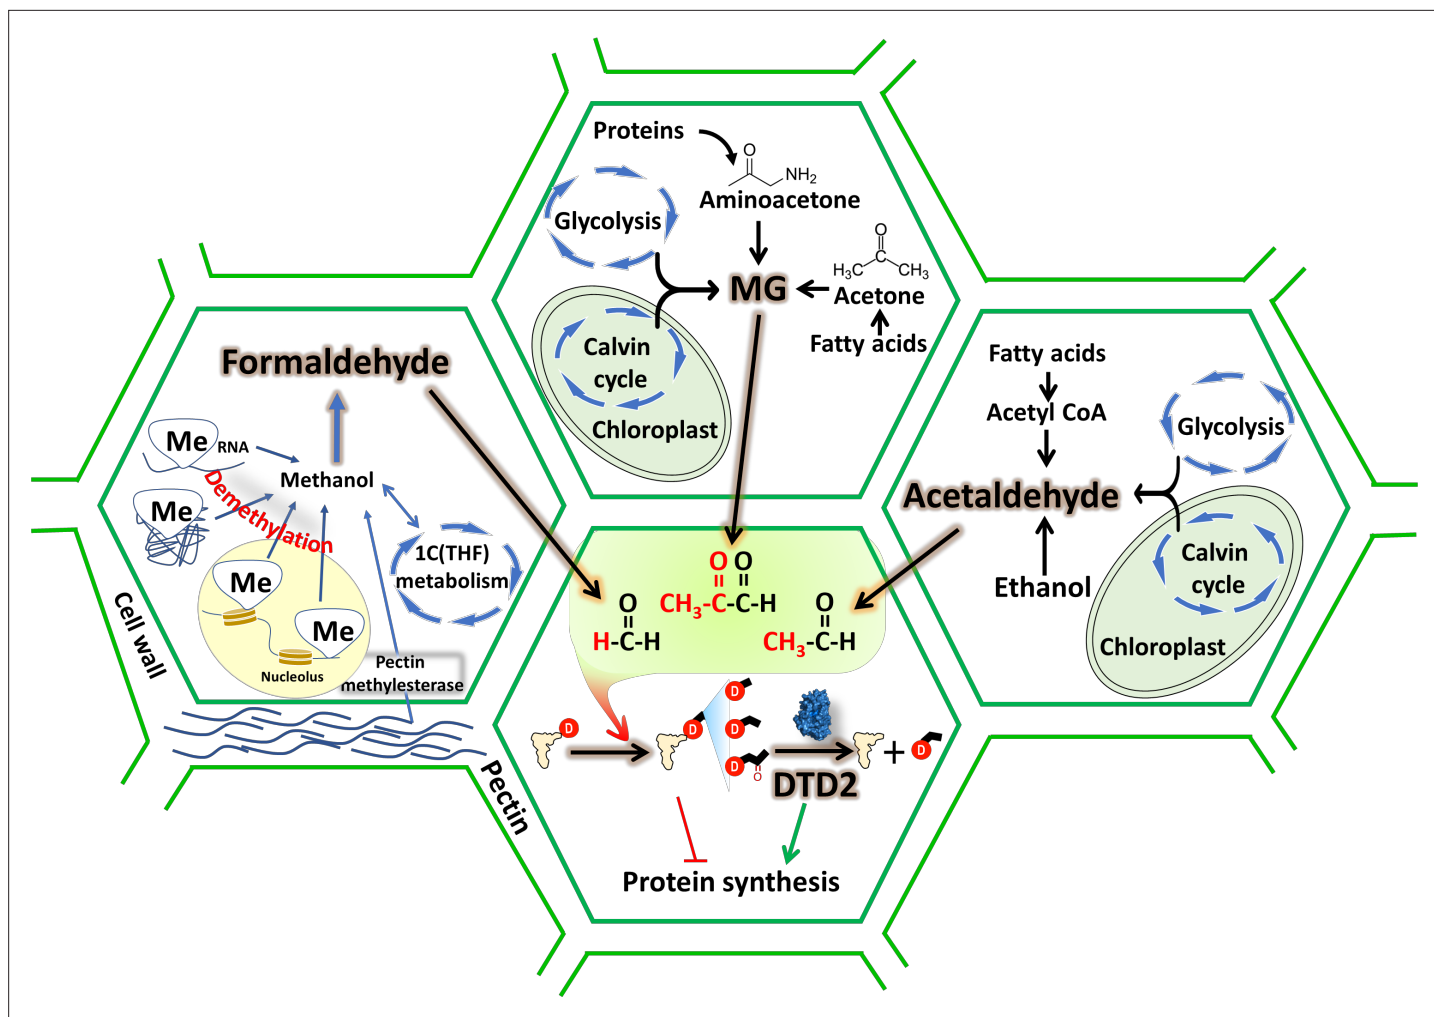 Proteins
O
NH₂
Aminoacetone
Glycolysis
O
C
H₃C
CH₃
MG
Acetone
Fatty acids
Calvin
cycle
Chloroplast
Formaldehyde
Me
RNA
Methanol
Me
Demethylation
1C(THF)
metabolism
Me
Me
Nucleolus
Pectin
methylesterase
Cell wall
Pectin
Fatty acids
Acetyl CoA
Glycolysis
Acetaldehyde
Ethanol
Calvin
cycle
Chloroplast
O O
CH₃-C-C-H
O
H-C-H
O
CH₃-C-H
D
D
D
D
D
O
+
D
DTD2
Protein synthesis